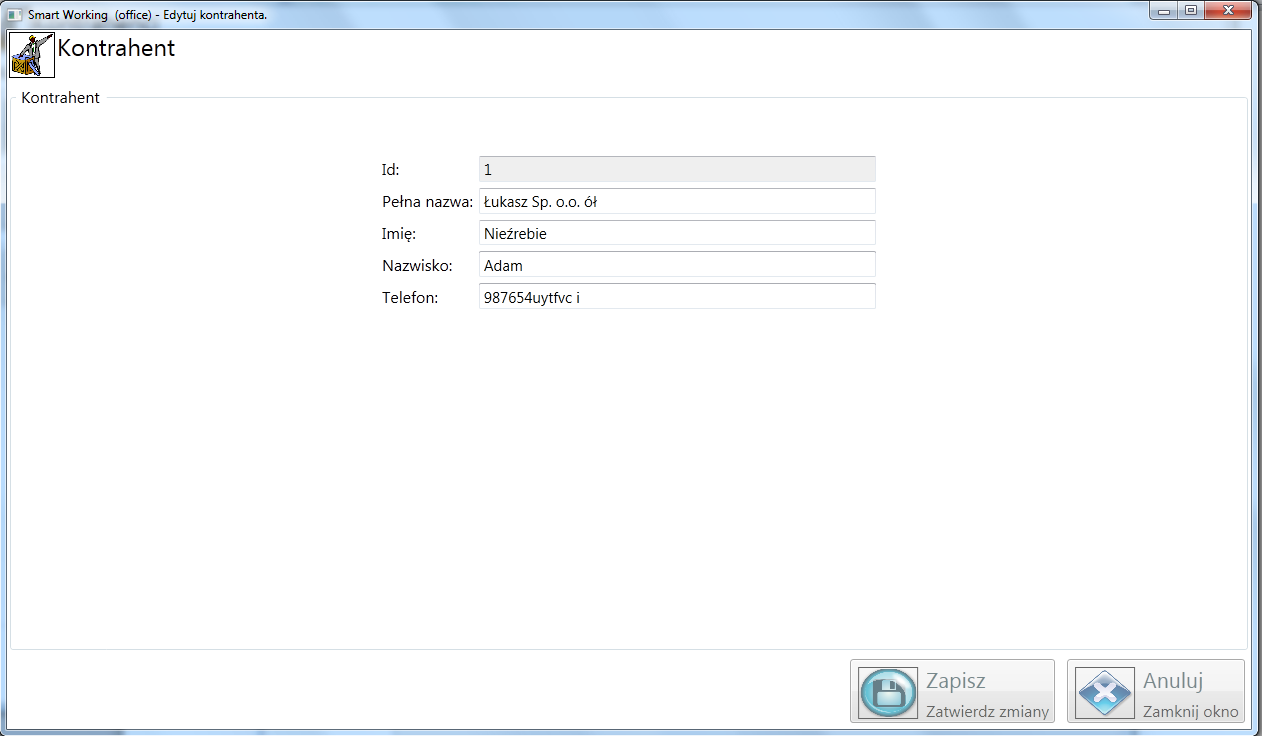 Smart Working (office) - Edytuj kontrahenta.
Kontrahent
Kontrahent
Id: 1
Pełna nazwa: Łukasz Sp. o.o. ół
Imię: Nieźrebie
Nazwisko: Adam
Telefon: 987654uytfvc i
Zapisz
Zatwierdz zmiany
Anuluj
Zamknij okno